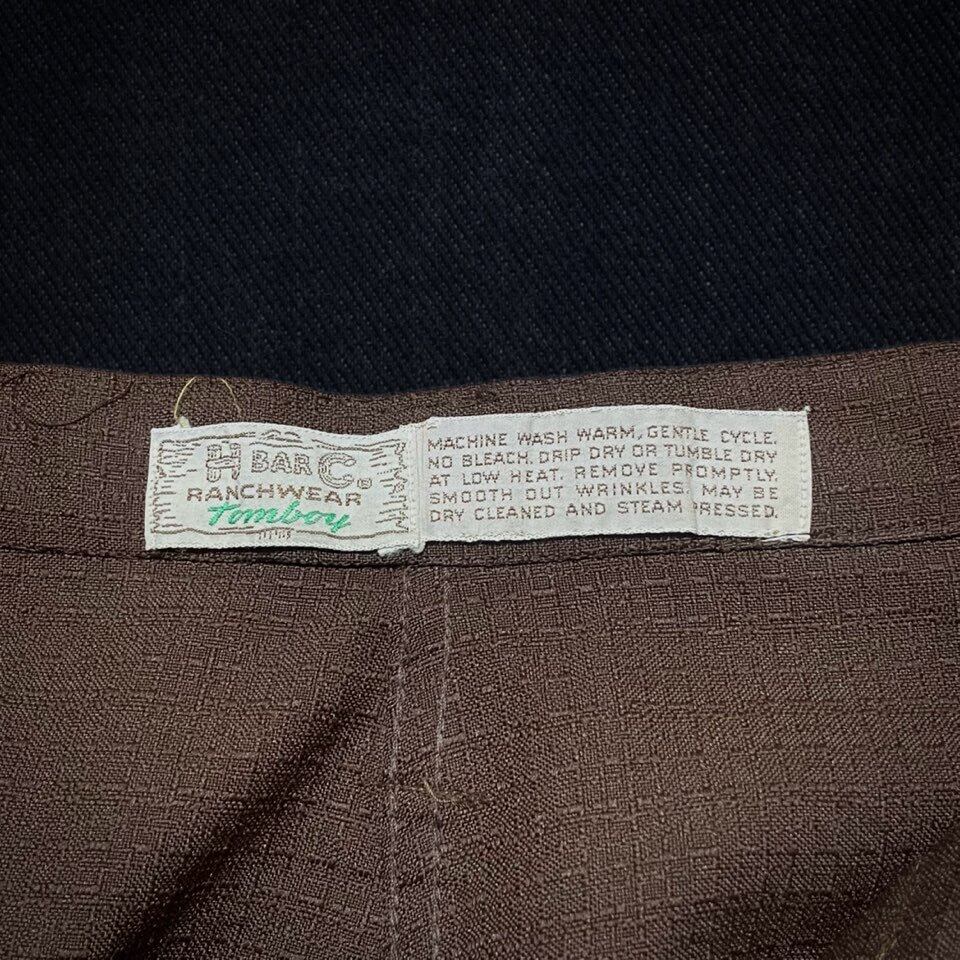 H BAR C®
RANCHWEAR
Tomboy
MACHINE WASH WARM, GENTLE CYCLE.
NO BLEACH. DRIP DRY OR TUMBLE DRY
AT LOW HEAT. REMOVE PROMPTLY.
SMOOTH OUT WRINKLES. MAY BE
DRY CLEANED AND STEAM PRESSED.